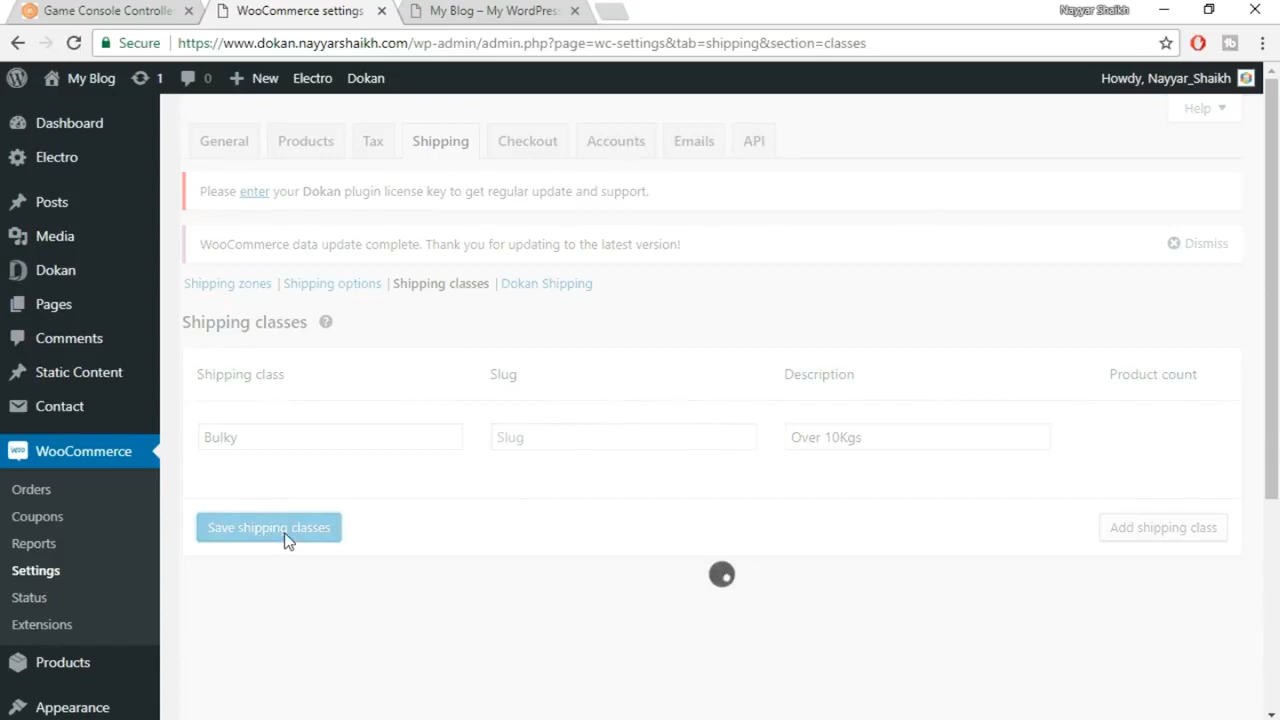 Game Console Controlle
WooCommerce settings
My Blog – My WordPres
Nayyar Shaikh
Secure
https://www.dokan.nayyarshaikh.com/wp-admin/admin.php?page=wc-settings&tab=shipping&section=classes
My Blog
1
0
New
Electro
Dokan
Howdy, Nayyar_Shaikh
Help
Dashboard
Electro
Posts
Media
Dokan
Pages
Comments
Static Content
Contact
WooCommerce
Orders
Coupons
Reports
Settings
Status
Extensions
Products
Appearance
General
Products
Tax
Shipping
Checkout
Accounts
Emails
API
Please enter your Dokan plugin license key to get regular update and support.
WooCommerce data update complete. Thank you for updating to the latest version!
Dismiss
Shipping zones | Shipping options | Shipping classes | Dokan Shipping
Shipping classes
Shipping class
Slug
Description
Product count
Bulky
Slug
Over 10Kgs
Save shipping classes
Add shipping class